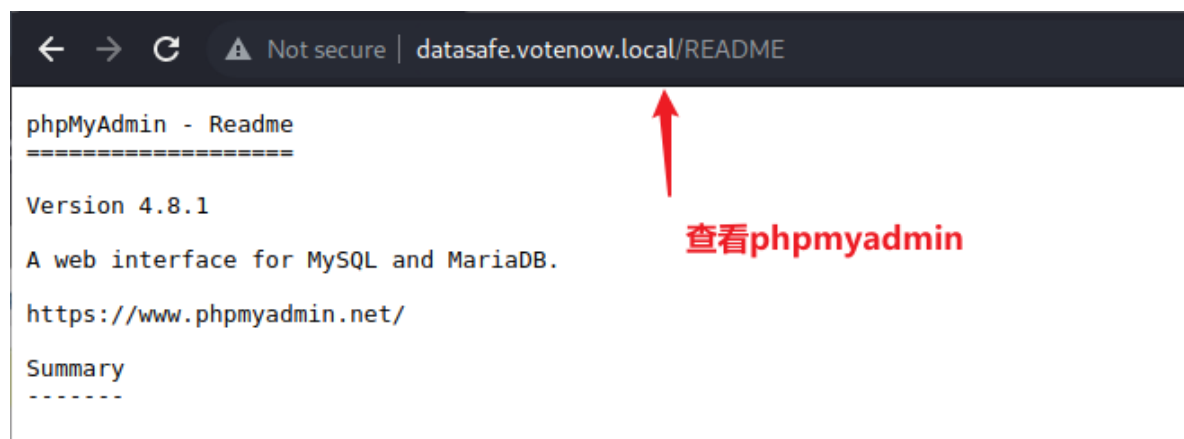 Not secure | datasafe.votenow.local/README
phpMyAdmin - Readme
===================
Version 4.8.1
查看phpmyadmin
A web interface for MySQL and MariaDB.
https://www.phpmyadmin.net/
Summary
-------